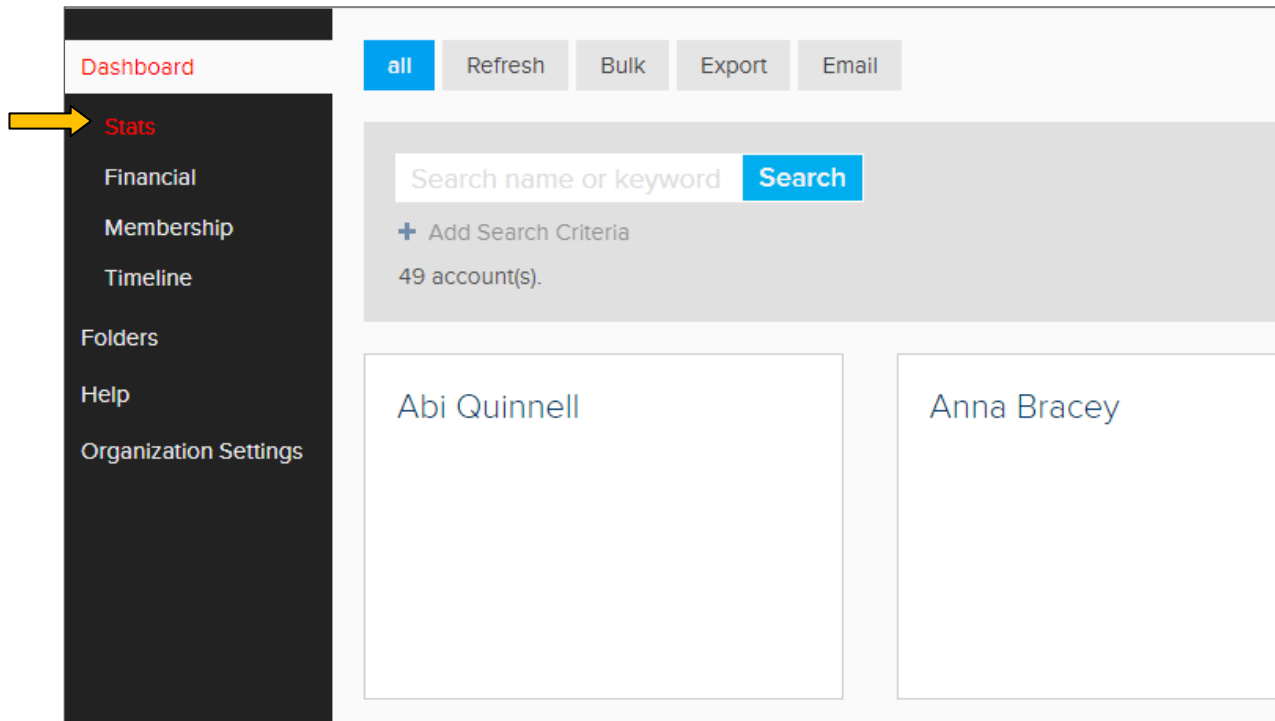 Dashboard
Stats
Financial
Membership
Timeline
Folders
Help
Organization Settings
all Refresh Bulk Export Email
Search name or keyword Search
+ Add Search Criteria
49 account(s).
Abi Quinnell
Anna Bracey